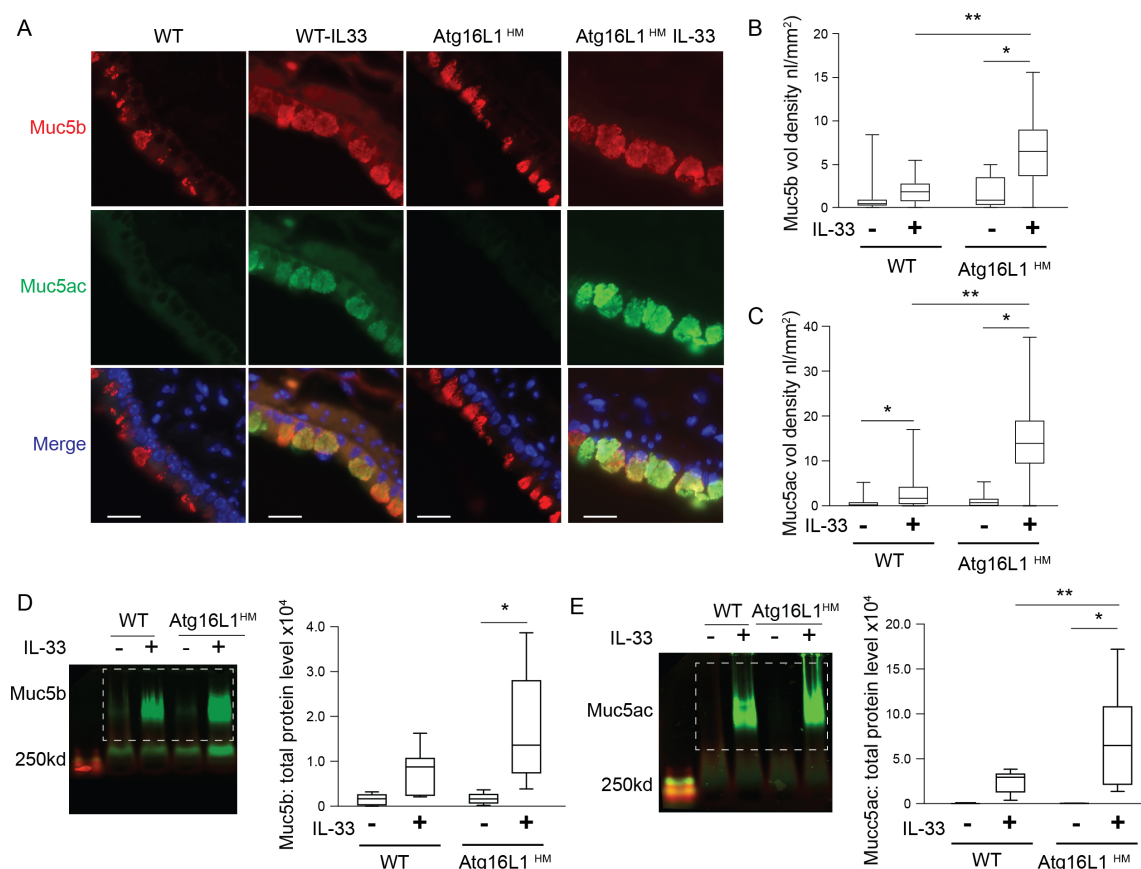 A
WT
WT-IL33
Atg16L1 HM
Atg16L1 HM IL-33
Muc5b
Muc5ac
Merge
B
Muc5b vol density nl/mm²
20
15
10
5
0
**
*
IL-33
- + - +
WT
Atg16L1 HM
C
Muc5ac vol density nl/mm²
40
30
20
10
0
**
*
*
IL-33
- + - +
WT
Atg16L1 HM
D
WT Atg16L1HM
IL-33 - + - +
Muc5b
250kd
Muc5b: total protein level x10⁴
4.0
3.0
2.0
1.0
0
*
IL-33 - + - +
WT
Atg16L1 HM
E
WT Atg16L1HM
IL-33 - + - +
Muc5ac
250kd
Mucc5ac: total protein level x10⁴
20.0
15.0
10.0
5.0
0
**
*
IL-33 - + - +
WT
Atg16L1 HM